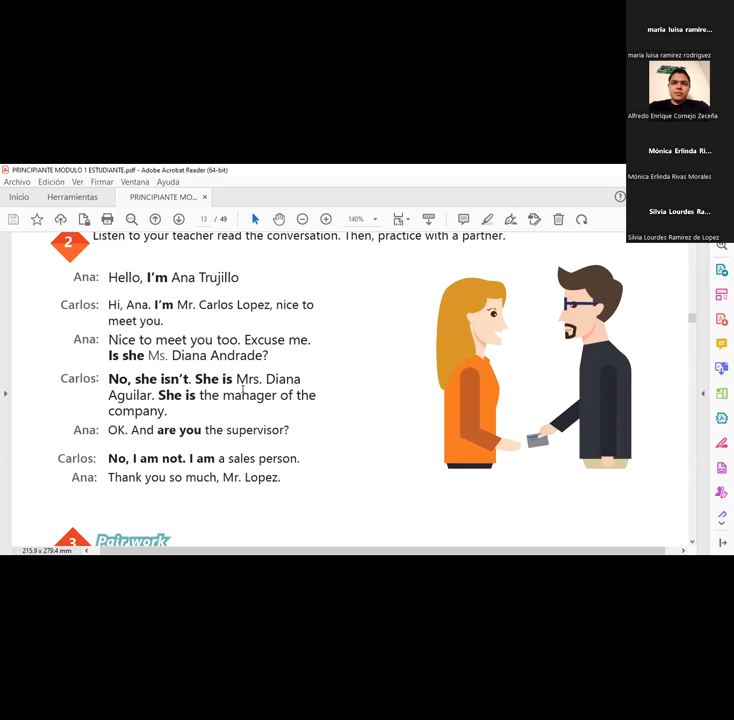 maria luisa ramire...
maria luisa ramirez rodriguez
Alfredo Enrique Cornejo Zeceña
Mónica Erlinda Ri...
Mónica Erlinda Rivas Morales
Silvia Lourdes Ra...
Silvia Lourdes Ramirez de Lopez
PRINCIPIANTE MODULO 1 ESTUDIANTE.pdf - Adobe Acrobat Reader (64-bit)
Archivo Edición Ver Firmar Ventana Ayuda
Inicio Herramientas PRINCIPIANTE MO... ×
13 / 49 140%
2 Listen to your teacher read the conversation. Then, practice with a partner.
Ana: Hello, I'm Ana Trujillo
Carlos: Hi, Ana. I'm Mr. Carlos Lopez, nice to
meet you.
Ana: Nice to meet you too. Excuse me.
Is she Ms. Diana Andrade?
Carlos: No, she isn't. She is Mrs. Diana
Aguilar. She is the manager of the
company.
Ana: OK. And are you the supervisor?
Carlos: No, I am not. I am a sales person.
Ana: Thank you so much, Mr. Lopez.
3 Pairwork
215.9 x 279.4 mm